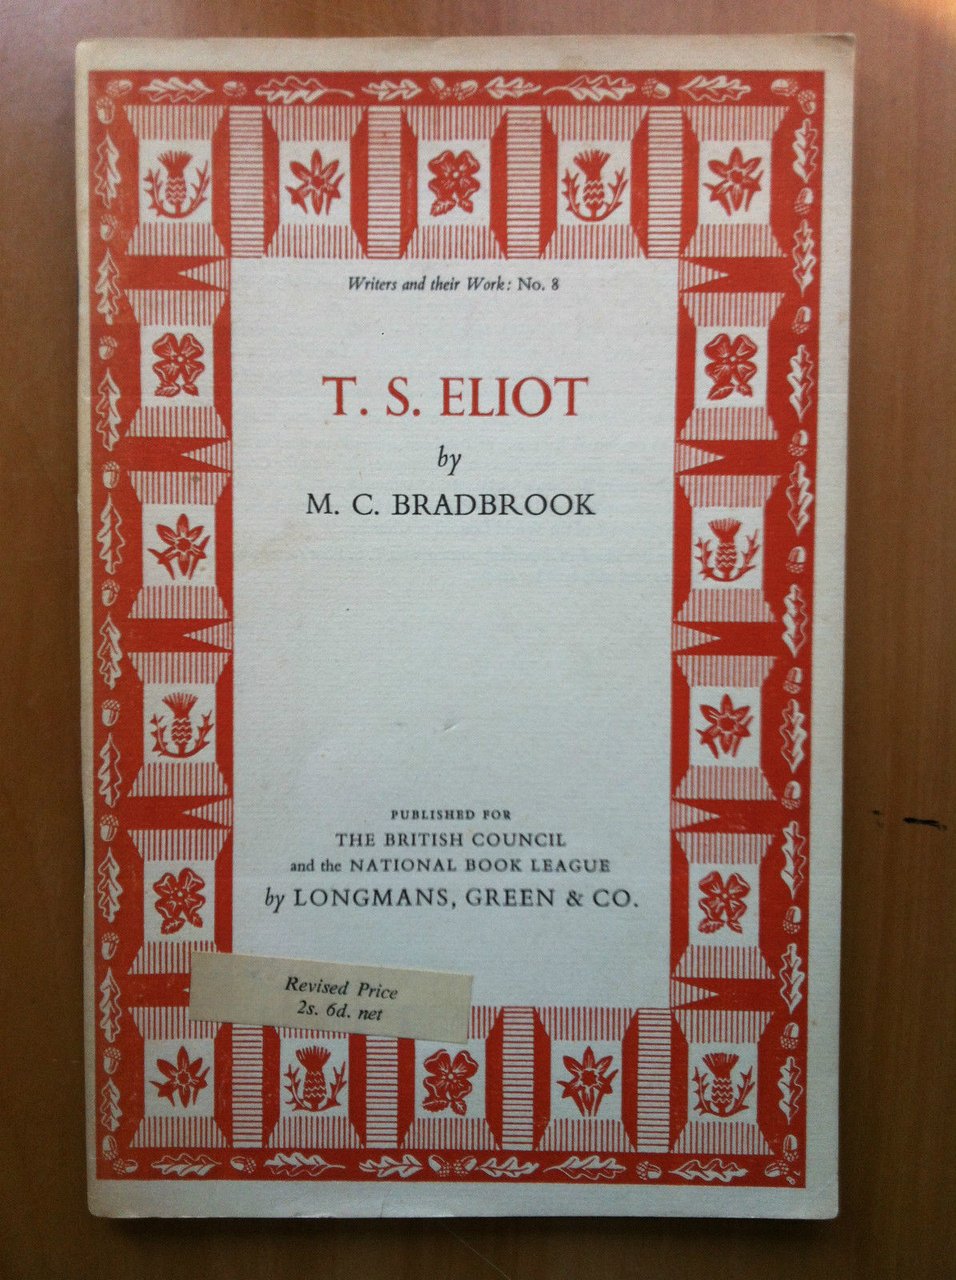 Writers and their Work: No. 8
T. S. ELIOT
by
M. C. BRADBROOK
PUBLISHED FOR
THE BRITISH COUNCIL
and the NATIONAL BOOK LEAGUE
by LONGMANS, GREEN & CO.
Revised Price
2s. 6d. net